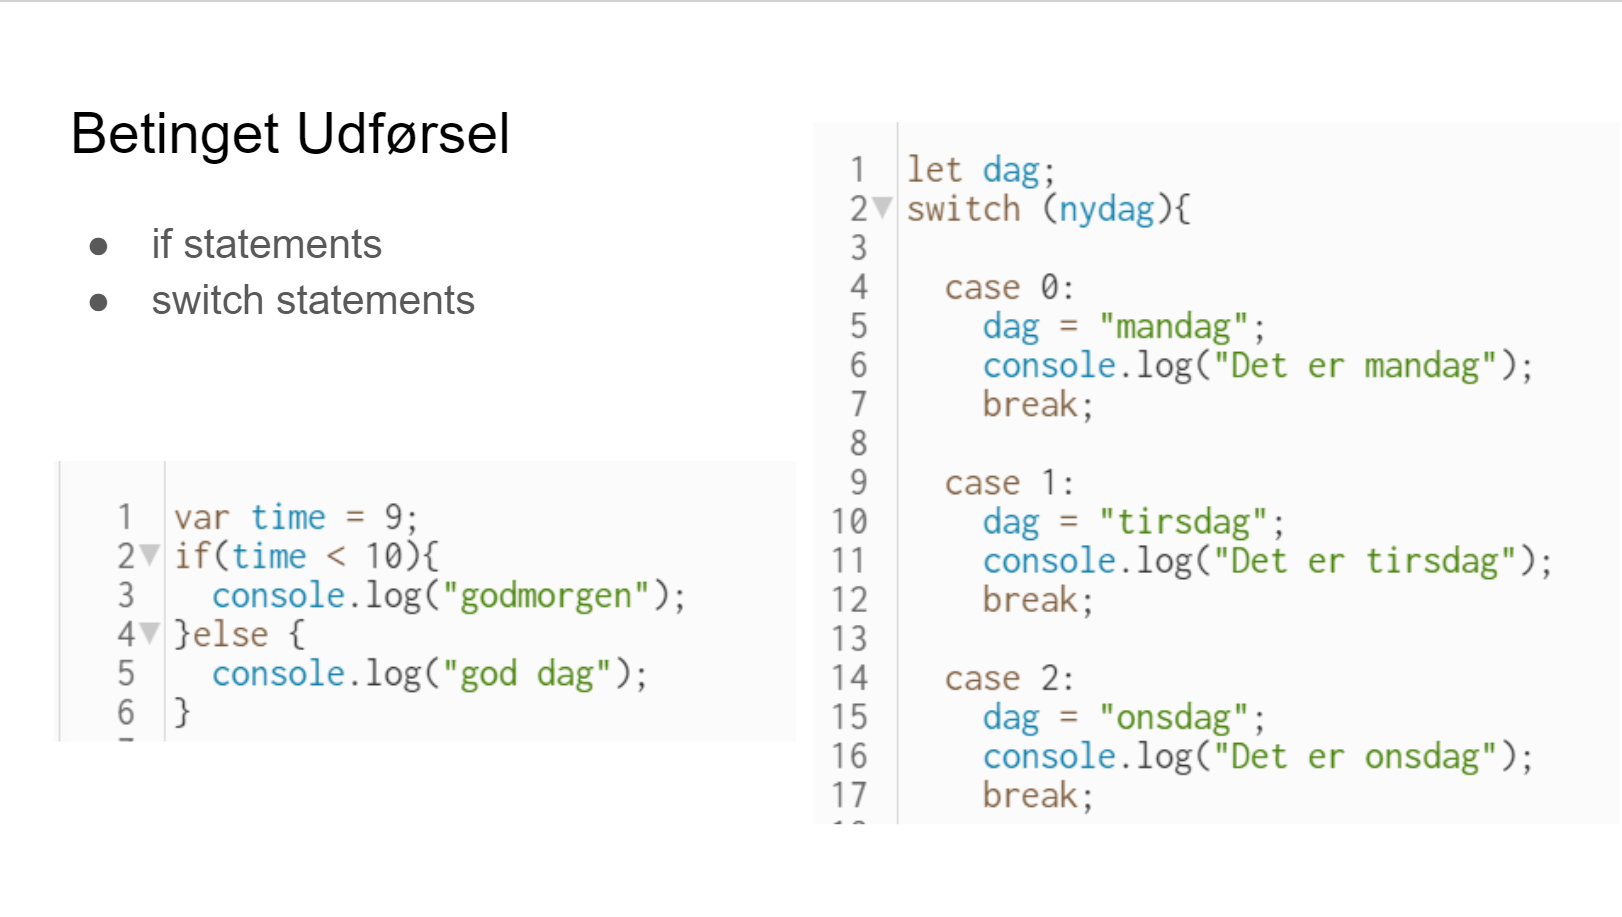 Betinget Udførsel
● if statements
● switch statements
1 var time = 9;
2 if(time < 10){
3   console.log("godmorgen");
4 }else {
5   console.log("god dag");
6 }
1 let dag;
2 switch (nydag){
3
4   case 0:
5     dag = "mandag";
6     console.log("Det er mandag");
7     break;
8
9   case 1:
10     dag = "tirsdag";
11     console.log("Det er tirsdag");
12     break;
13
14   case 2:
15     dag = "onsdag";
16     console.log("Det er onsdag");
17     break;